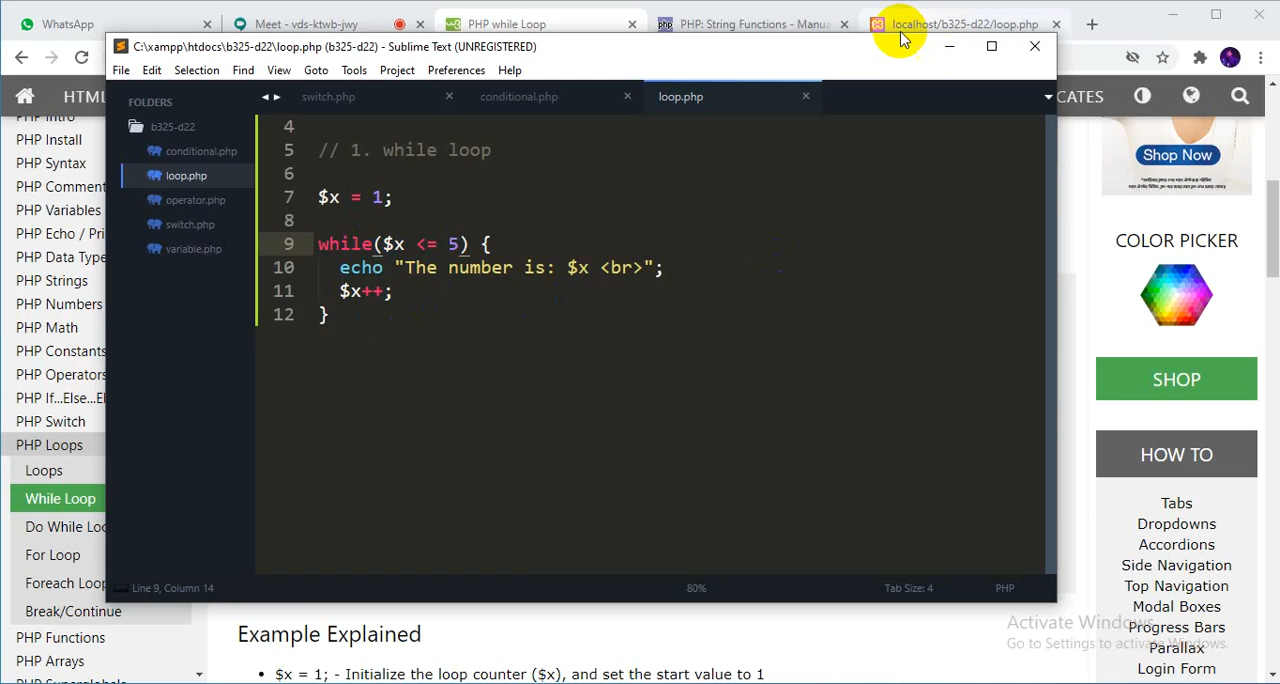 WhatsApp
Meet - vds-ktwb-jwy
PHP while Loop
PHP: String Functions - Manua
localhost/b325-d22/loop.php
C:\xampp\htdocs\b325-d22\loop.php (b325-d22) - Sublime Text (UNREGISTERED)
File Edit Selection Find View Goto Tools Project Preferences Help
HTML
CATES
FOLDERS
b325-d22
conditional.php
loop.php
operator.php
switch.php
variable.php
switch.php
conditional.php
loop.php
4
5 // 1. while loop
6
7 $x = 1;
8
9 while($x <= 5) {
10 echo "The number is: $x <br>";
11 $x++;
12 }
Line 9, Column 14
80%
Tab Size: 4
PHP
PHP Intro
PHP Install
PHP Syntax
PHP Comment
PHP Variables
PHP Echo / Pri
PHP Data Type
PHP Strings
PHP Numbers
PHP Math
PHP Constants
PHP Operators
PHP If...Else...El
PHP Switch
PHP Loops
Loops
While Loop
Do While Loo
For Loop
Foreach Loop
Break/Continue
PHP Functions
PHP Arrays
PHP Superglobals
Example Explained
• $x = 1; - Initialize the loop counter ($x), and set the start value to 1
Shop Now
COLOR PICKER
SHOP
HOW TO
Tabs
Dropdowns
Accordions
Side Navigation
Top Navigation
Modal Boxes
Progress Bars
Parallax
Login Form
Activate Windows
Go to Settings to activate Windows.